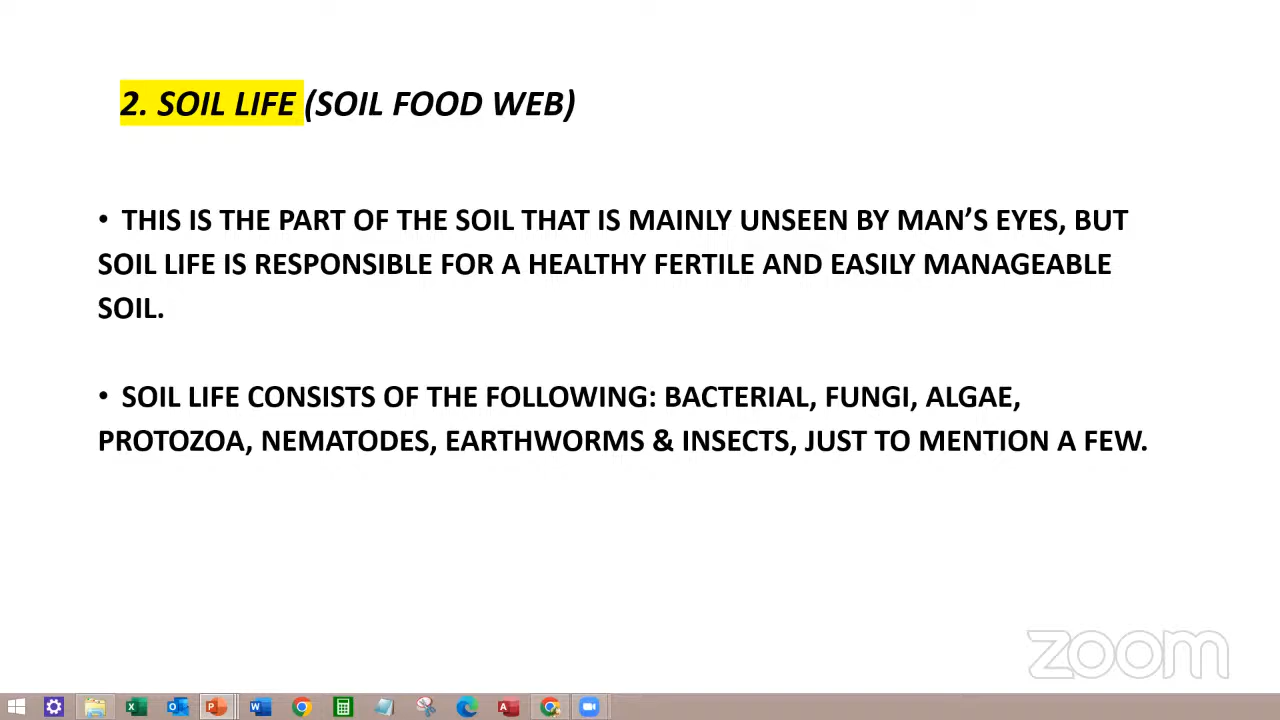 2. SOIL LIFE (SOIL FOOD WEB)
• THIS IS THE PART OF THE SOIL THAT IS MAINLY UNSEEN BY MAN’S EYES, BUT
SOIL LIFE IS RESPONSIBLE FOR A HEALTHY FERTILE AND EASILY MANAGEABLE
SOIL.
• SOIL LIFE CONSISTS OF THE FOLLOWING: BACTERIAL, FUNGI, ALGAE,
PROTOZOA, NEMATODES, EARTHWORMS & INSECTS, JUST TO MENTION A FEW.
zoom